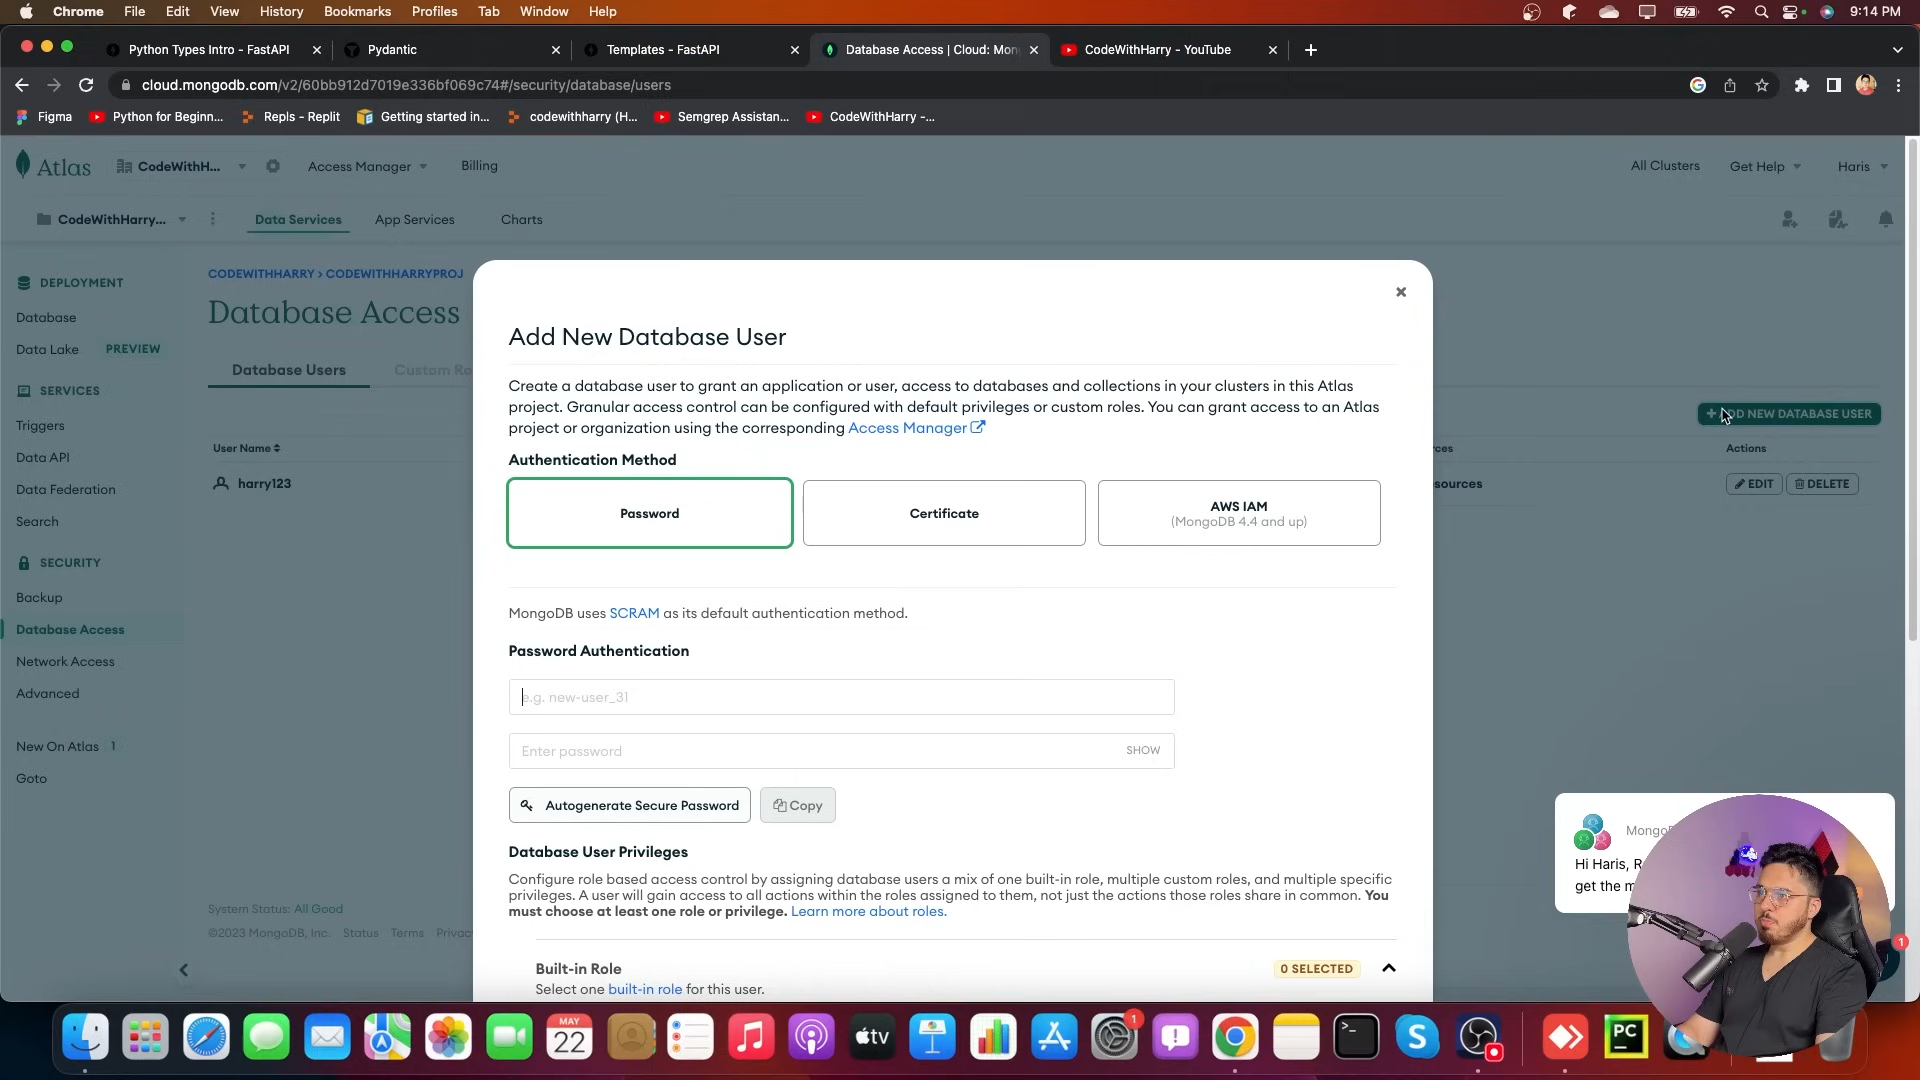 Chrome File Edit View History Bookmarks Profiles Tab Window Help 9:14 PM
Python Types Intro - FastAPI Pydantic Templates - FastAPI Database Access | Cloud: Mon CodeWithHarry - YouTube
cloud.mongodb.com/v2/60bb912d7019e336bf069c74#/security/database/users
Figma Python for Beginn... Repls - Replit Getting started in... codewithharry (H... Semgrep Assistan... CodeWithHarry -...
Atlas CodeWithH... Access Manager Billing All Clusters Get Help Haris
CodeWithHarry... Data Services App Services Charts
DEPLOYMENT
Database
Data Lake PREVIEW
SERVICES
Triggers
Data API
Data Federation
Search
SECURITY
Backup
Database Access
Network Access
Advanced
New On Atlas 1
Goto
CODEWITHHARRY > CODEWITHHARRYPROJ
Database Access
Database Users Custom Ro
+ ADD NEW DATABASE USER
User Name Actions
harry123 EDIT DELETE
System Status: All Good
©2023 MongoDB, Inc. Status Terms Privac
Add New Database User
Create a database user to grant an application or user, access to databases and collections in your clusters in this Atlas
project. Granular access control can be configured with default privileges or custom roles. You can grant access to an Atlas
project or organization using the corresponding Access Manager
Authentication Method
Password
Certificate
AWS IAM
(MongoDB 4.4 and up)
MongoDB uses SCRAM as its default authentication method.
Password Authentication
e.g. new-user_31
Enter password SHOW
Autogenerate Secure Password Copy
Database User Privileges
Configure role based access control by assigning database users a mix of one built-in role, multiple custom roles, and multiple specific
privileges. A user will gain access to all actions within the roles assigned to them, not just the actions those roles share in common. You
must choose at least one role or privilege. Learn more about roles.
Built-in Role 0 SELECTED
Select one built-in role for this user.
Hi Haris,
get the
1
MAY
22
tv
1
PC